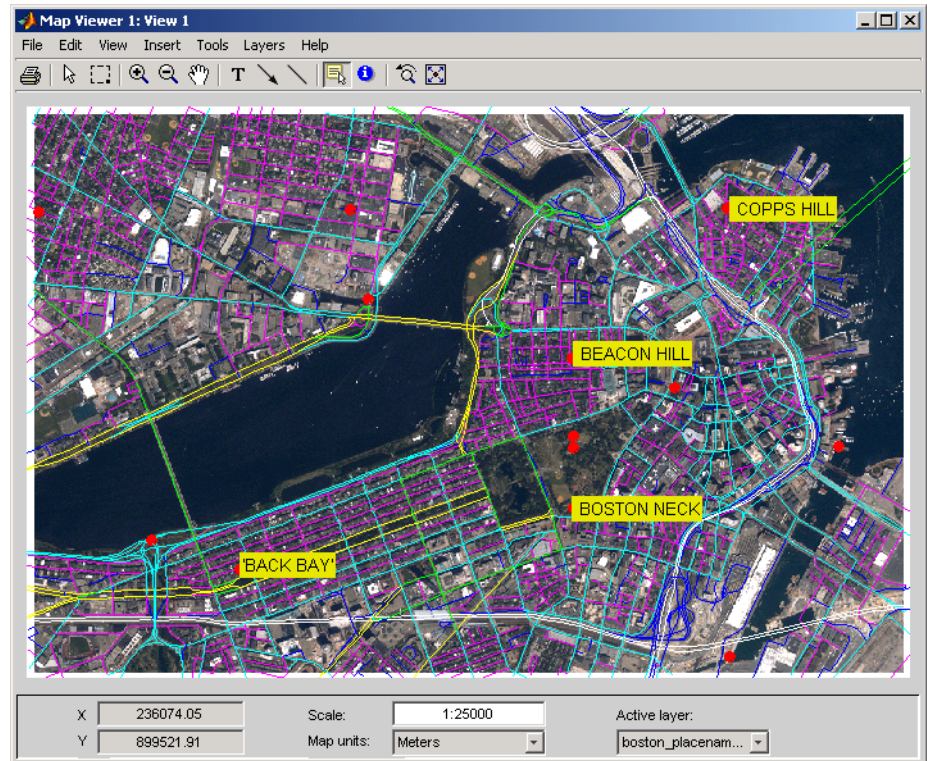 Map Viewer 1: View 1
File Edit View Insert Tools Layers Help
T
COPPS HILL
BEACON HILL
BOSTON NECK
'BACK BAY'
X 236074.05 Scale: 1:25000 Active layer:
Y 899521.91 Map units: Meters boston_placenam...